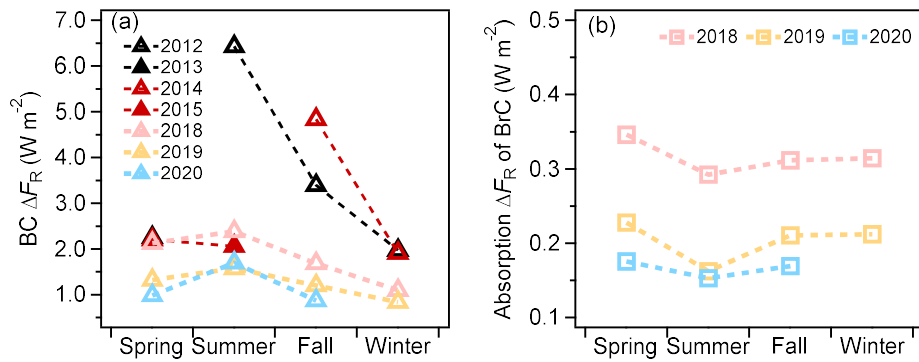 (a)
BC ΔF_R (W m⁻²)
7.0
6.0
5.0
4.0
3.0
2.0
1.0
2012
2013
2014
2015
2018
2019
2020
Spring Summer Fall Winter
(b)
Absorption ΔF_R of BrC (W m⁻²)
0.5
0.4
0.3
0.2
0.1
2018 2019 2020
Spring Summer Fall Winter